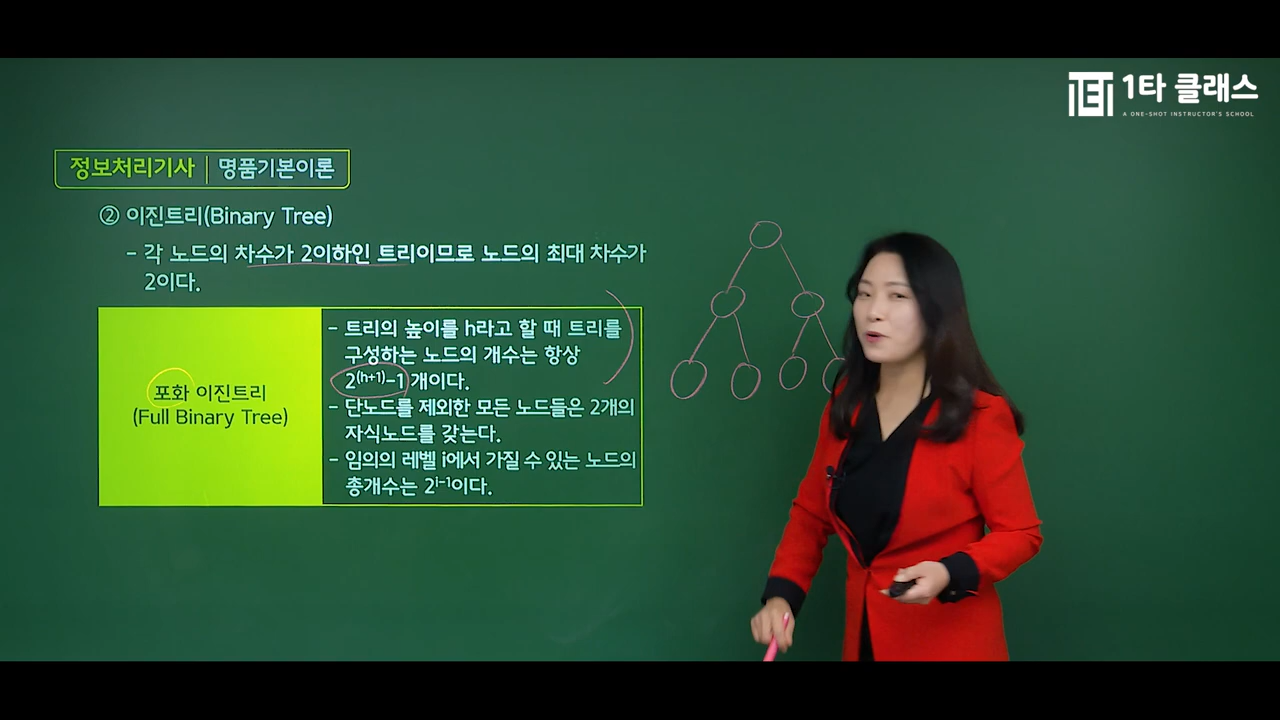 1타 클래스
A ONE-SHOT INSTRUCTOR'S SCHOOL
정보처리기사 | 명품기본이론
② 이진트리(Binary Tree)
- 각 노드의 차수가 2이하인 트리이므로 노드의 최대 차수가
2이다.
포화 이진트리
(Full Binary Tree)
- 트리의 높이를 h라고 할 때 트리를
구성하는 노드의 개수는 항상
2⁽ʰ⁺¹⁾-1 개이다.
- 단노드를 제외한 모든 노드들은 2개의
자식노드를 갖는다.
- 임의의 레벨 i에서 가질 수 있는 노드의
총개수는 2ⁱ⁻¹이다.